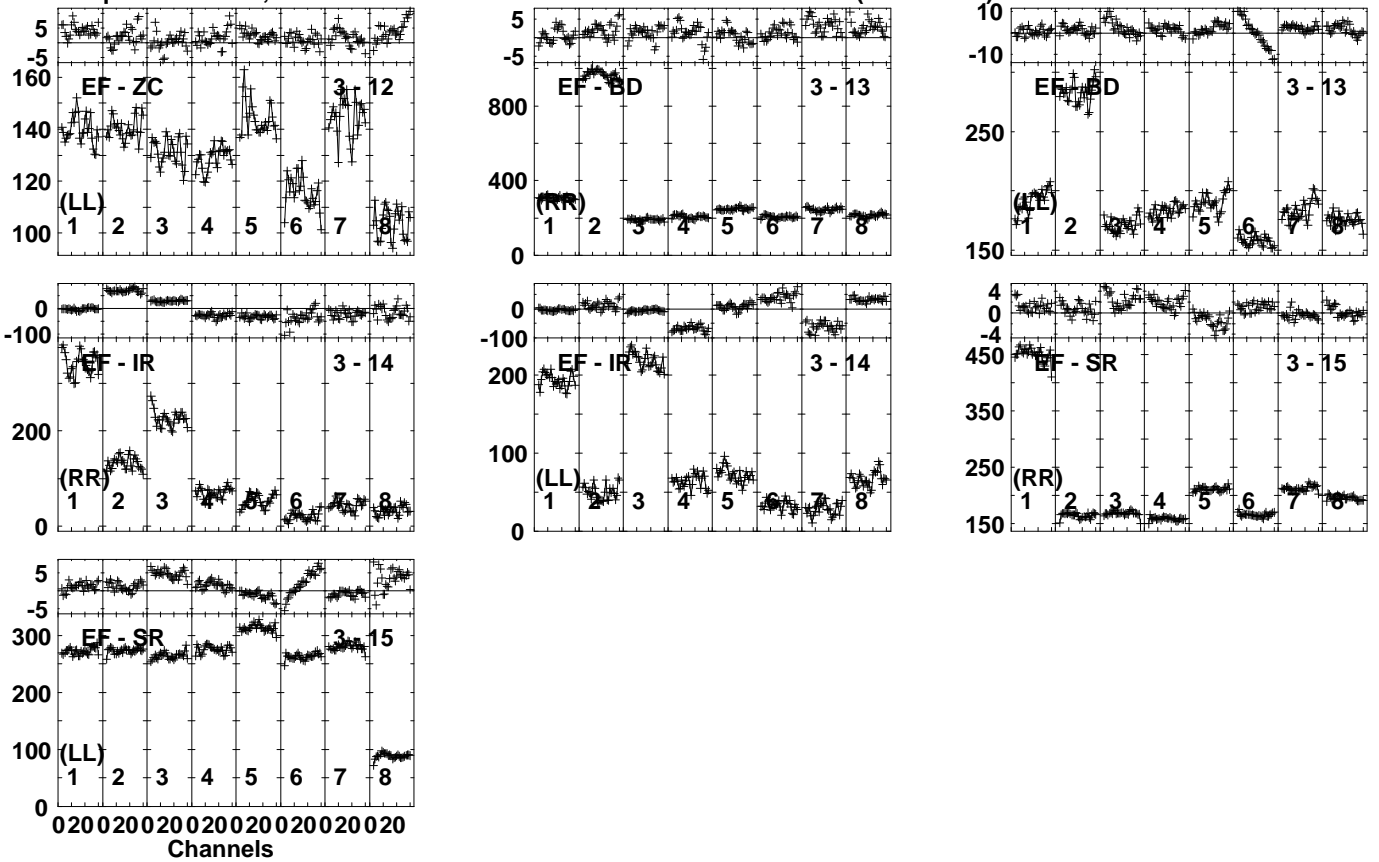 5
-5
160
140
120
100
EF - ZC
3 - 12
(LL)
1 2 3 4 5 6 7 8
5
-5
800
400
0
EF - BD
3 - 13
(RR)
1 2 3 4 5 6 7 8
10
-10
250
150
EF - BD
3 - 13
(LL)
1 2 3 4 5 6 7 8
0
-100
200
0
EF - IR
3 - 14
(RR)
1 2 3 4 5 6 7 8
0
-100
200
100
0
EF - IR
3 - 14
(LL)
1 2 3 4 5 6 7 8
4
0
-4
450
350
250
150
EF - SR
3 - 15
(RR)
1 2 3 4 5 6 7 8
5
-5
300
200
100
0
EF - SR
3 - 15
(LL)
1 2 3 4 5 6 7 8
0 20 0 20 0 20 0 20 0 20 0 20 0 20 0 20
Channels